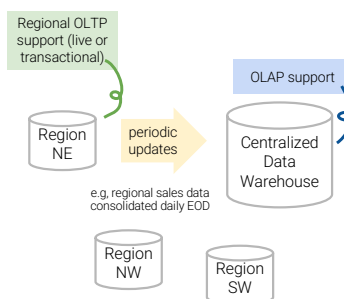 Regional OLTP
support (live or
transactional)
OLAP support
Region
NE
periodic
updates
Centralized
Data
Warehouse
e.g, regional sales data
consolidated daily EOD
Region
NW
Region
SW